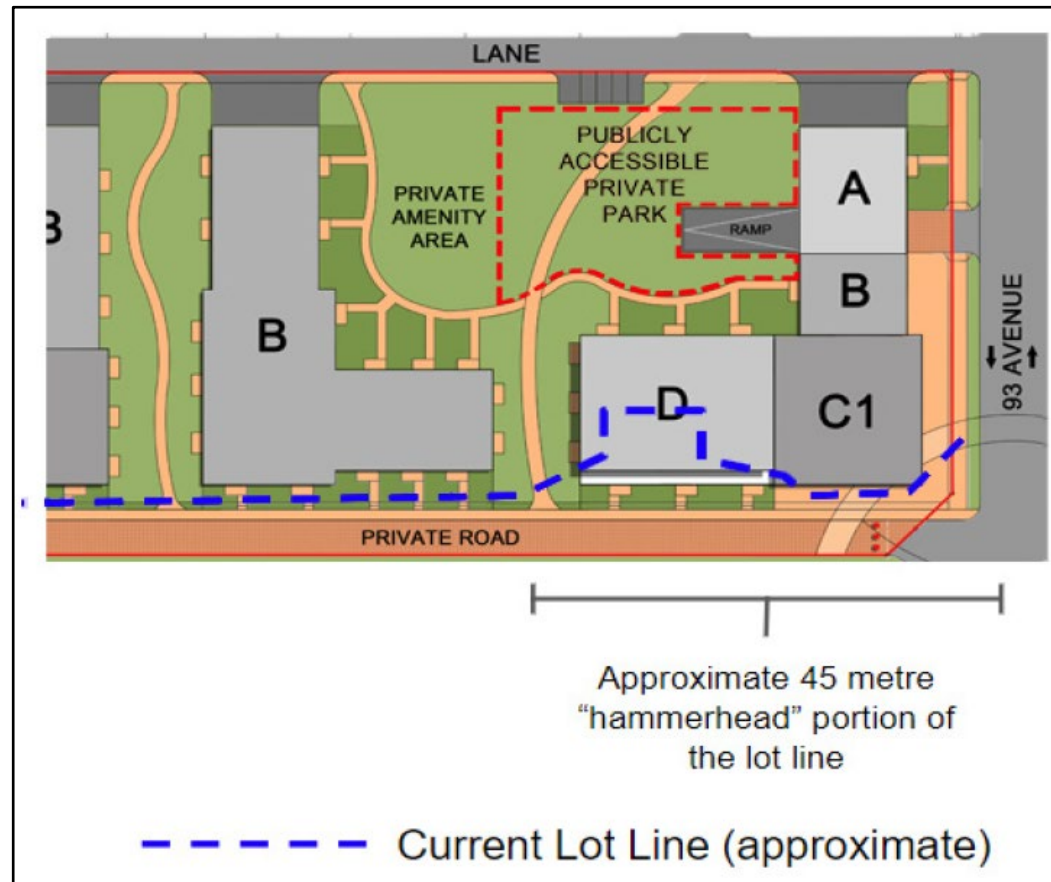 LANE
PUBLICLY
ACCESSIBLE
PRIVATE
PARK
PRIVATE
AMENITY
AREA
RAMP
A
B
B
B
D
C1
93 AVENUE
PRIVATE ROAD
Approximate 45 metre
“hammerhead” portion of
the lot line
Current Lot Line (approximate)